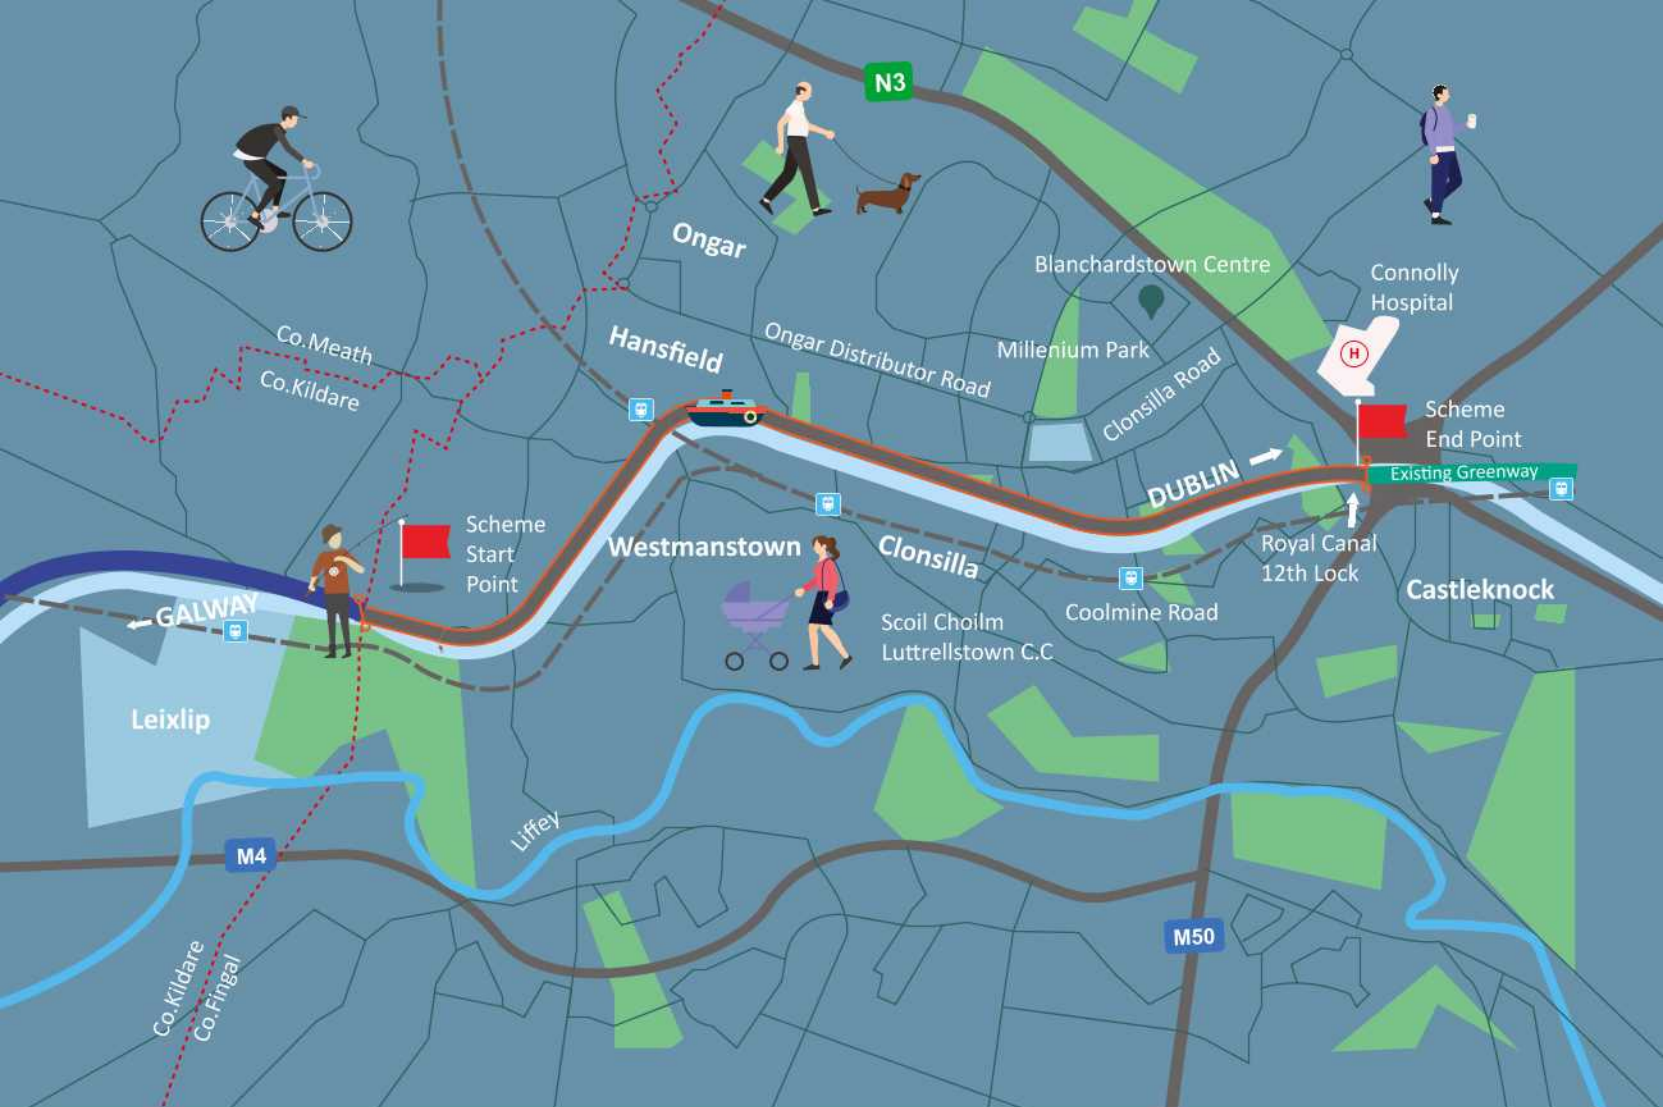 N3
Ongar
Blanchardstown Centre
Connolly
Hospital
Co.Meath
Co.Kildare
Hansfield
Ongar Distributor Road
Millenium Park
H
Clonsilla Road
Scheme
End Point
DUBLIN
Existing Greenway
Scheme
Start
Point
Westmanstown
Clonsilla
Royal Canal
12th Lock
Castleknock
GALWAY
Coolmine Road
Scoil Choilm
Luttrellstown C.C
Leixlip
Liffey
M4
M50
Co.Kildare
Co.Fingal